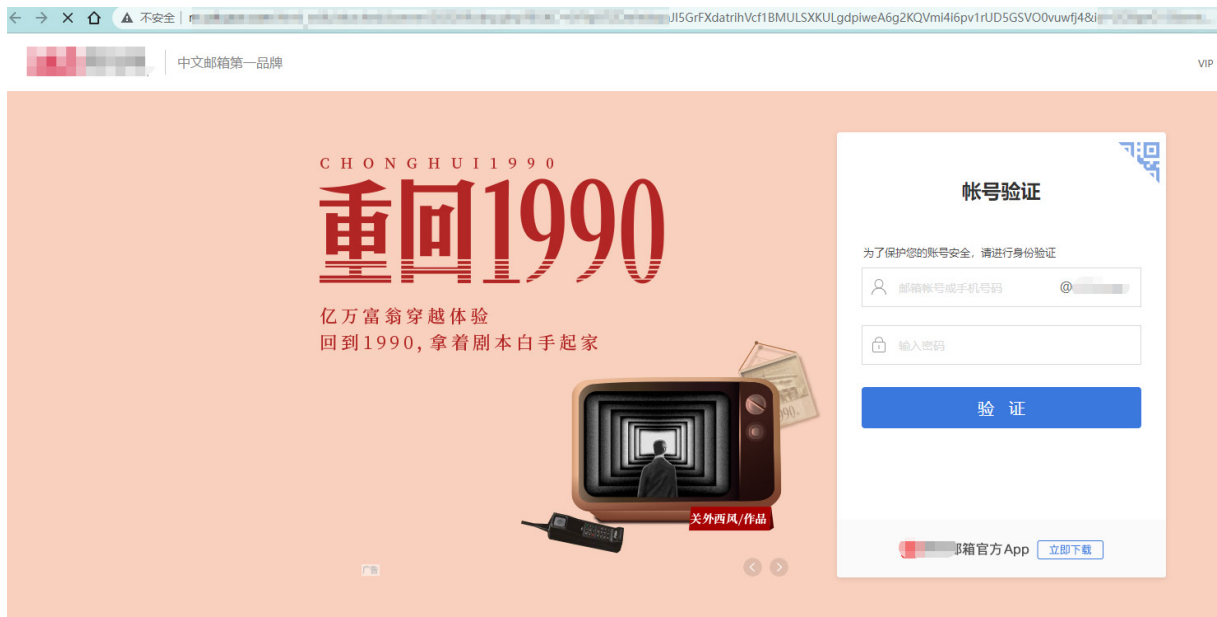 不安全
JI5GrFXdatrihVcf1BMULSXKULgdpiweA6g2KQVmi4i6pv1rUD5GSVO0vuwfj4&i
中文邮箱第一品牌
VIP
CHONGHUI1990
重回1990
亿万富翁穿越体验
回到1990,拿着剧本白手起家
990.
关外西风/作品
广告
帐号验证
为了保护您的账号安全,请进行身份验证
邮箱帐号或手机号码 @
输入密码
验 证
邮箱官方App 立即下载